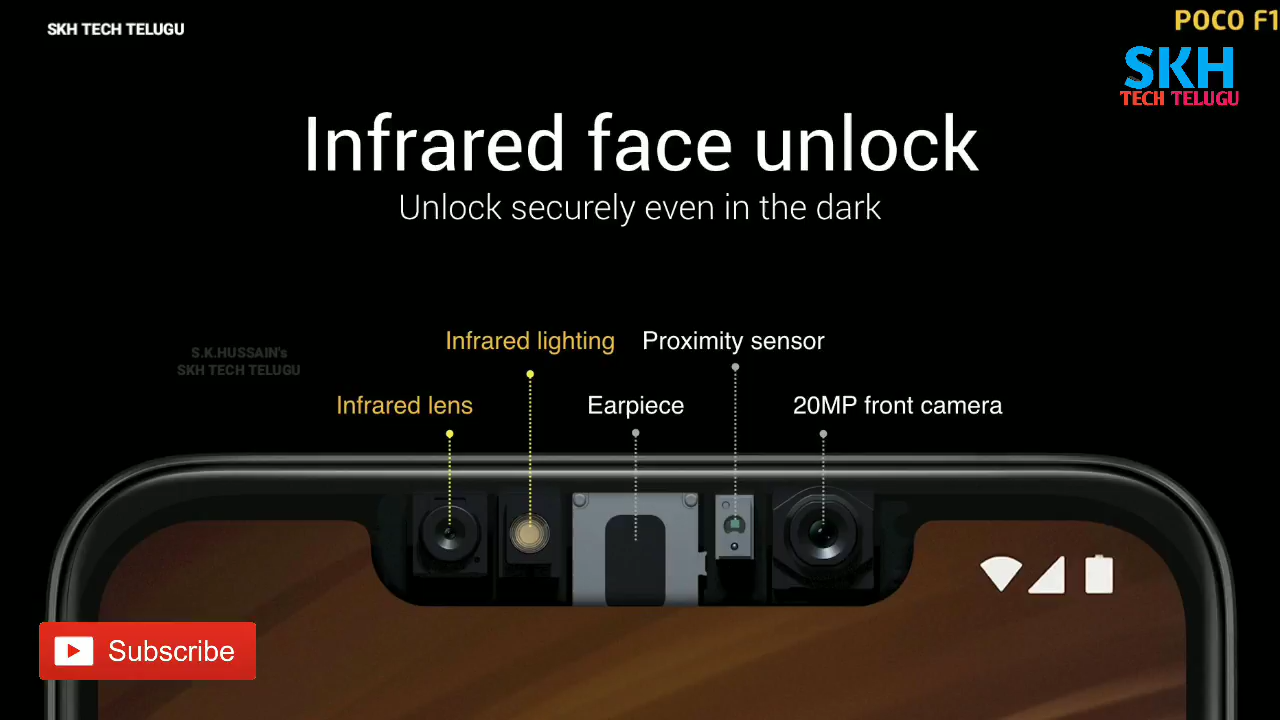 SKH TECH TELUGU
POCO F1
SKH
TECH TELUGU
Infrared face unlock
Unlock securely even in the dark
Infrared lighting
Proximity sensor
S.K.HUSSAIN's
SKH TECH TELUGU
Infrared lens
Earpiece
20MP front camera
Subscribe